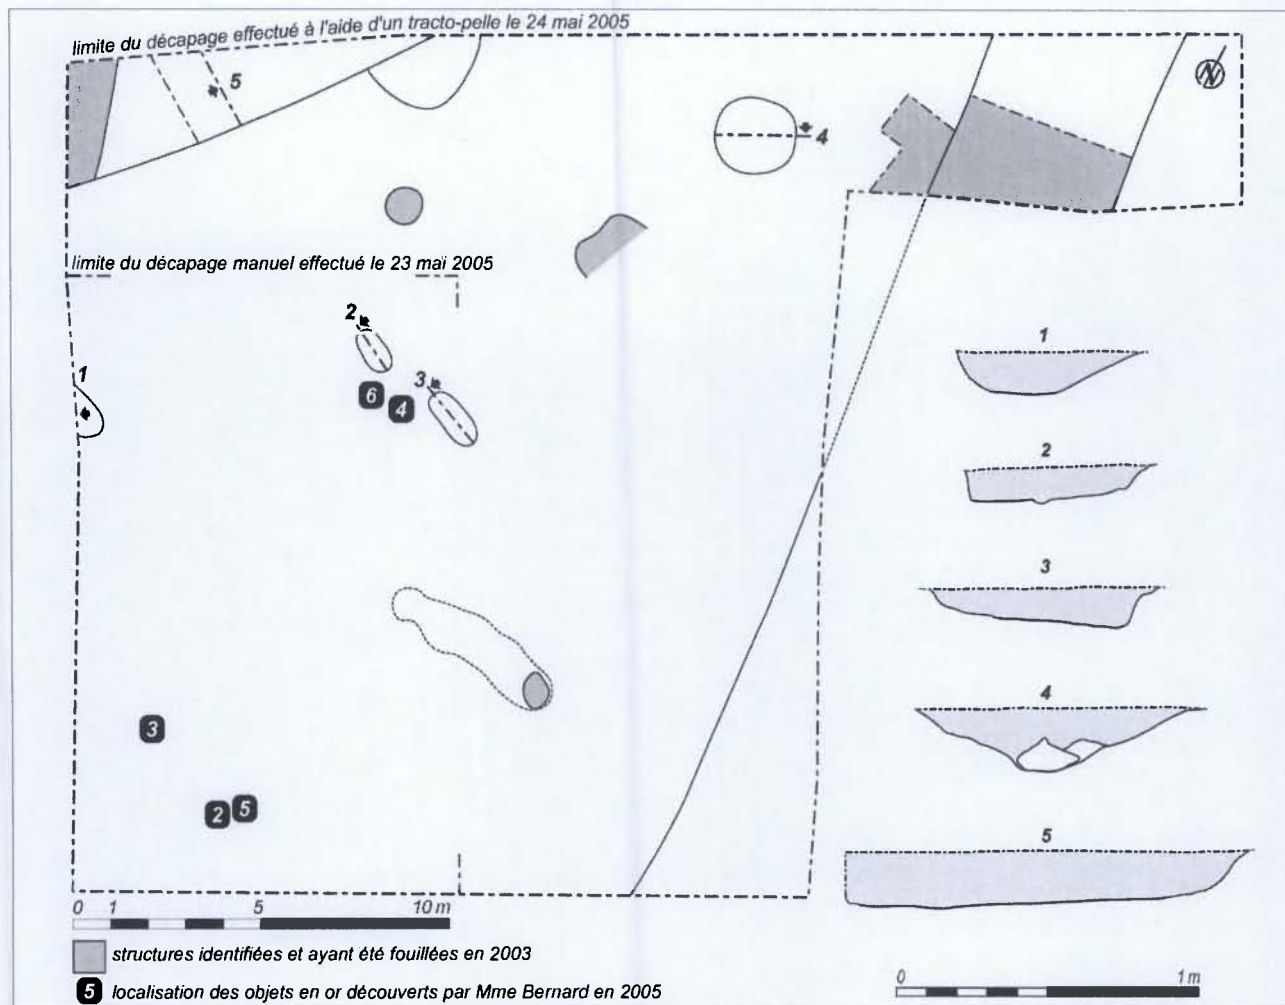 limite du décapage effectué à l'aide d'un tracto-pelle le 24 mai 2005
N
5
4
limite du décapage manuel effectué le 23 mai 2005
2
1
3
6
4
1
2
3
3
4
2
5
5
0 1 5 10 m
structures identifiées et ayant été fouillées en 2003
5 localisation des objets en or découverts par Mme Bernard en 2005
0 1 m